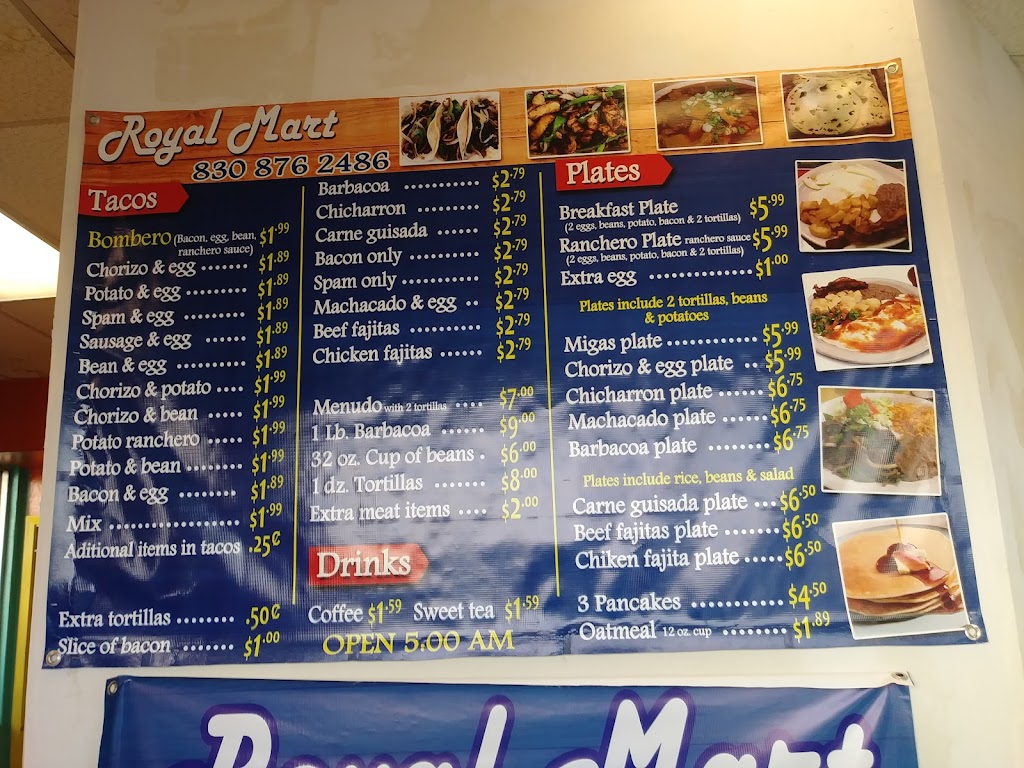 Royal Mart
830 876 2486
Tacos
Bombero (Bacon, egg, bean, ranchero sauce) $1.99
Chorizo & egg ....... $1.89
Potato & egg ......... $1.89
Spam & egg .......... $1.89
Sausage & egg ...... $1.89
Bean & egg ........... $1.89
Chorizo & potato .... $1.99
Chorizo & bean ..... $1.99
Potato ranchero ..... $1.99
Potato & bean ......... $1.99
Bacon & egg ......... $1.89
Mix ................... $1.99
Aditional items in tacos .25¢
Extra tortillas ......... .50¢
Slice of bacon ....... $1.00
Barbacoa ........... $2.79
Chicharron ......... $2.79
Carne guisada ...... $2.79
Bacon only .......... $2.79
Spam only ........... $2.79
Machacado & egg .. $2.79
Beef fajitas .......... $2.79
Chicken fajitas ...... $2.79
Menudo with 2 tortillas .... $7.00
1 Lb. Barbacoa ...... $9.00
32 oz. Cup of beans . $6.00
1 dz. Tortillas ....... $8.00
Extra meat items ..... $2.00
Drinks
Coffee $1.59 Sweet tea $1.59
OPEN 5:00 AM
Plates
Breakfast Plate $5.99
(2 eggs, beans, potato, bacon & 2 tortillas)
Ranchero Plate ranchero sauce $5.99
(2 eggs, beans, potato, bacon & 2 tortillas)
Extra egg ............... $1.00
Plates include 2 tortillas, beans
& potatoes
Migas plate ............. $5.99
Chorizo & egg plate .. $5.99
Chicharron plate ...... $6.75
Machacado plate ...... $6.75
Barbacoa plate ........ $6.75
Plates include rice, beans & salad
Carne guisada plate ... $6.50
Beef fajitas plate ...... $6.50
Chiken fajita plate ..... $6.50
3 Pancakes ........... $4.50
Oatmeal 12 oz. cup ........ $1.89
Royal Mart